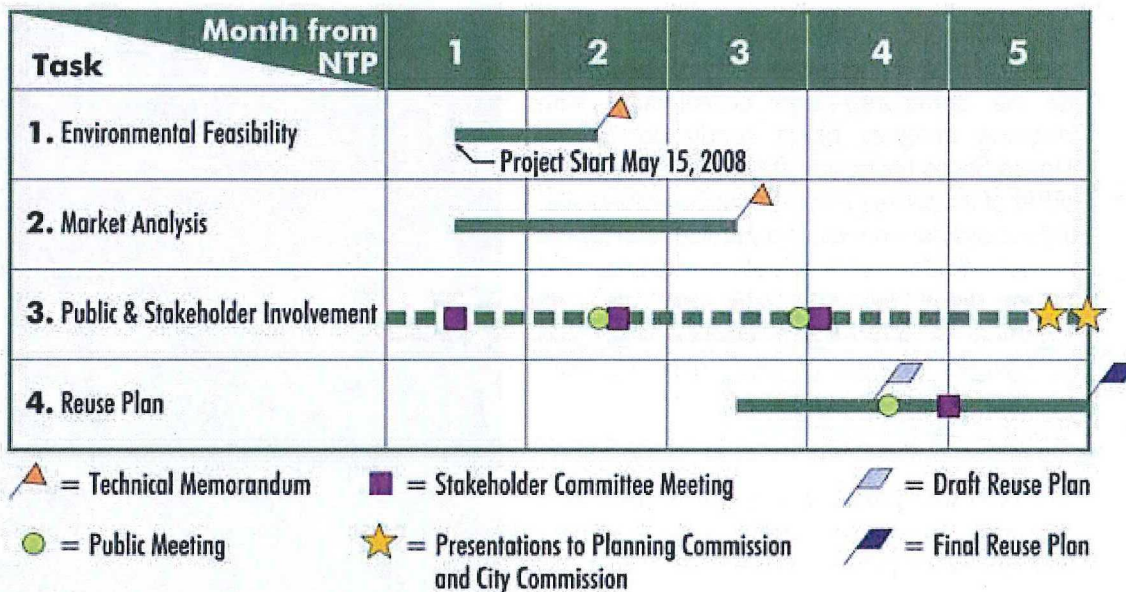 Month from
NTP
Task
1
2
3
4
5
1. Environmental Feasibility
Project Start May 15, 2008
2. Market Analysis
3. Public & Stakeholder Involvement
4. Reuse Plan
= Technical Memorandum
= Stakeholder Committee Meeting
= Draft Reuse Plan
= Public Meeting
= Presentations to Planning Commission
and City Commission
= Final Reuse Plan